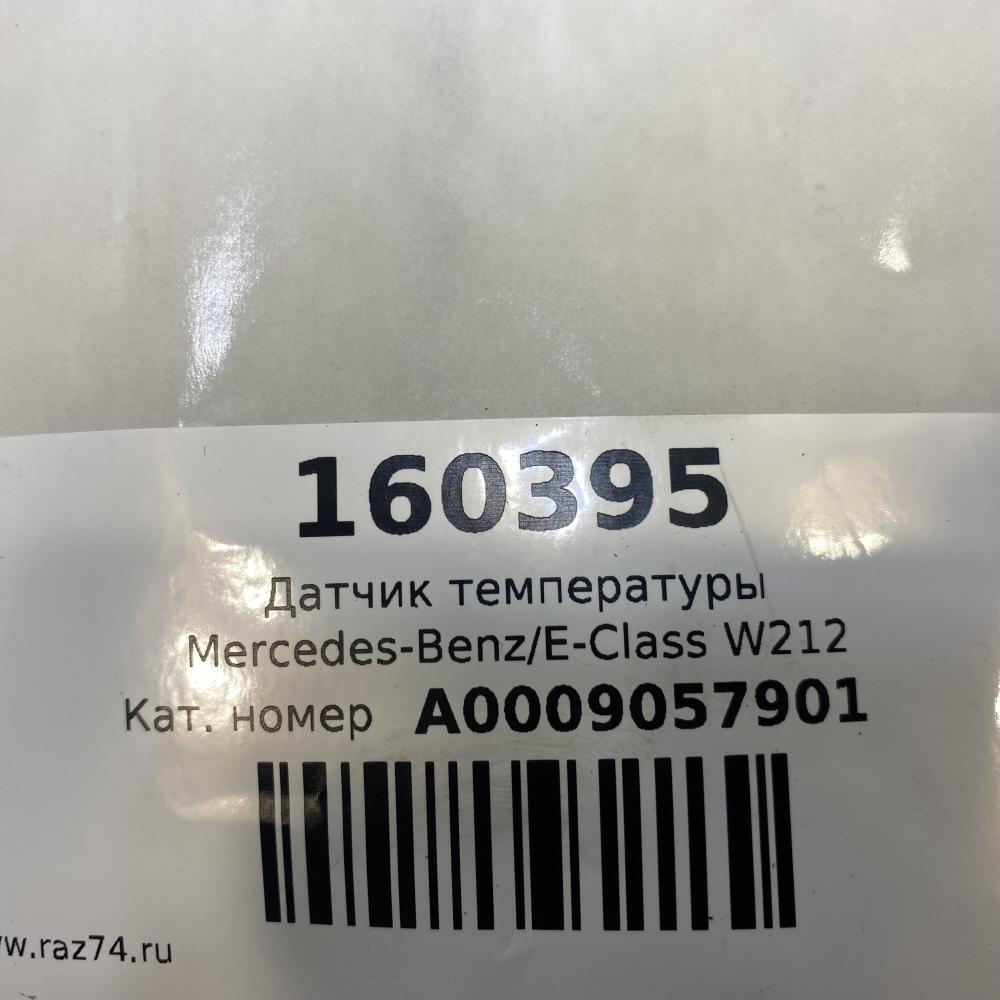 160395
Датчик температуры
Mercedes-Benz/E-Class W212
Кат. номер A0009057901
w.raz74.ru